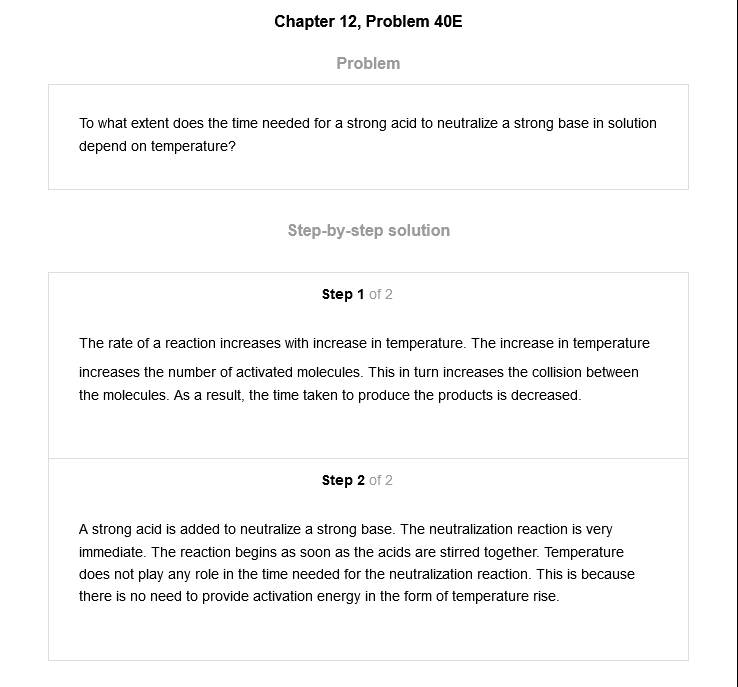 Chapter 12, Problem 40E
Problem
To what extent does the time needed for a strong acid to neutralize a strong base in solution
depend on temperature?
Step-by-step solution
Step 1 of 2
The rate of a reaction increases with increase in temperature. The increase in temperature
increases the number of activated molecules. This in turn increases the collision between
the molecules. As a result, the time taken to produce the products is decreased.
Step 2 of 2
A strong acid is added to neutralize a strong base. The neutralization reaction is very
immediate. The reaction begins as soon as the acids are stirred together. Temperature
does not play any role in the time needed for the neutralization reaction. This is because
there is no need to provide activation energy in the form of temperature rise.